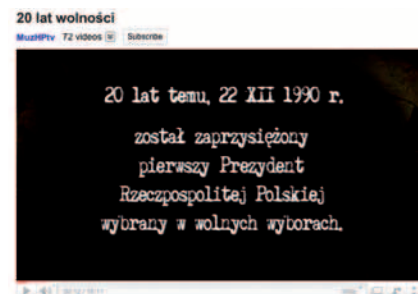 20 lat wolności
MuzHPtv 72 videos Subscribe
20 lat temu, 22 XII 1990 r.
został zaprzysiężony
pierwszy Prezydent
Rzeczpospolitej Polskiej
wybrany w wolnych wyborach.